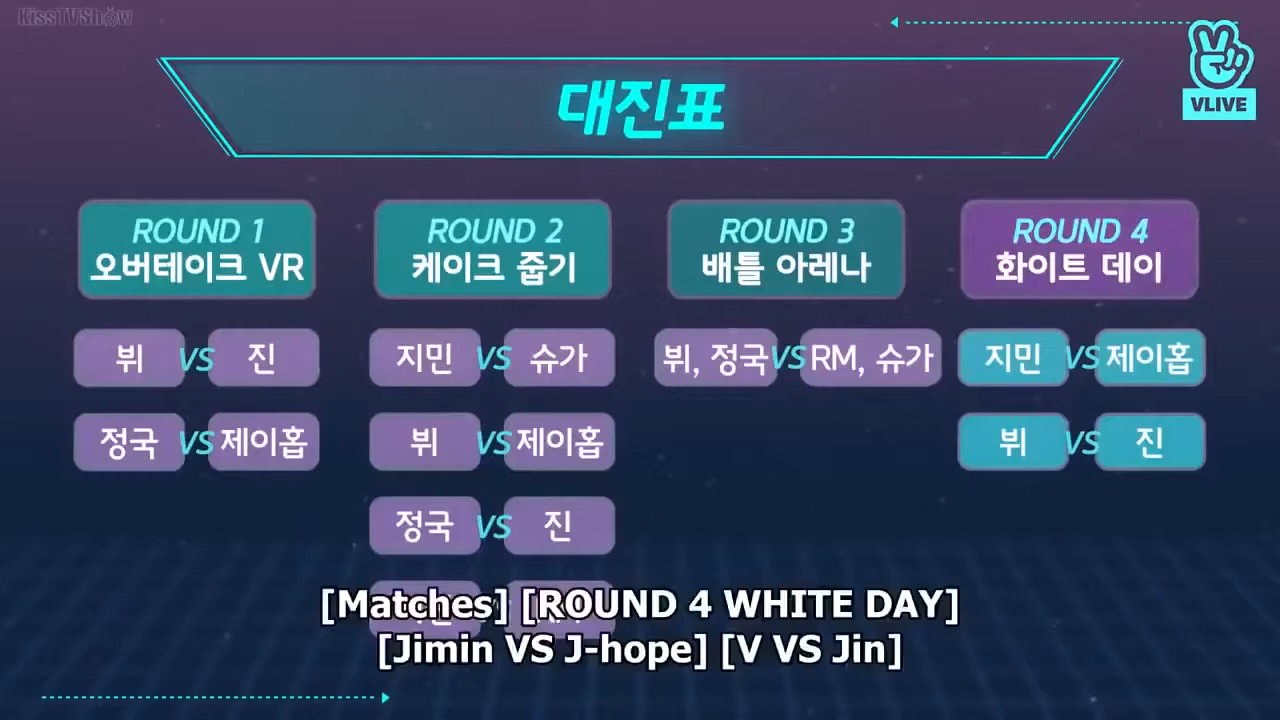 KissTVShow
VLIVE
대진표
ROUND 1
오버테이크 VR
뷔 VS 진
정국 VS 제이홉
ROUND 2
케이크 줍기
지민 VS 슈가
뷔 VS 제이홉
정국 VS 진
ROUND 3
배틀 아레나
뷔, 정국 VS RM, 슈가
ROUND 4
화이트 데이
지민 VS 제이홉
뷔 VS 진
[Matches] [ROUND 4 WHITE DAY]
[Jimin VS J-hope] [V VS Jin]